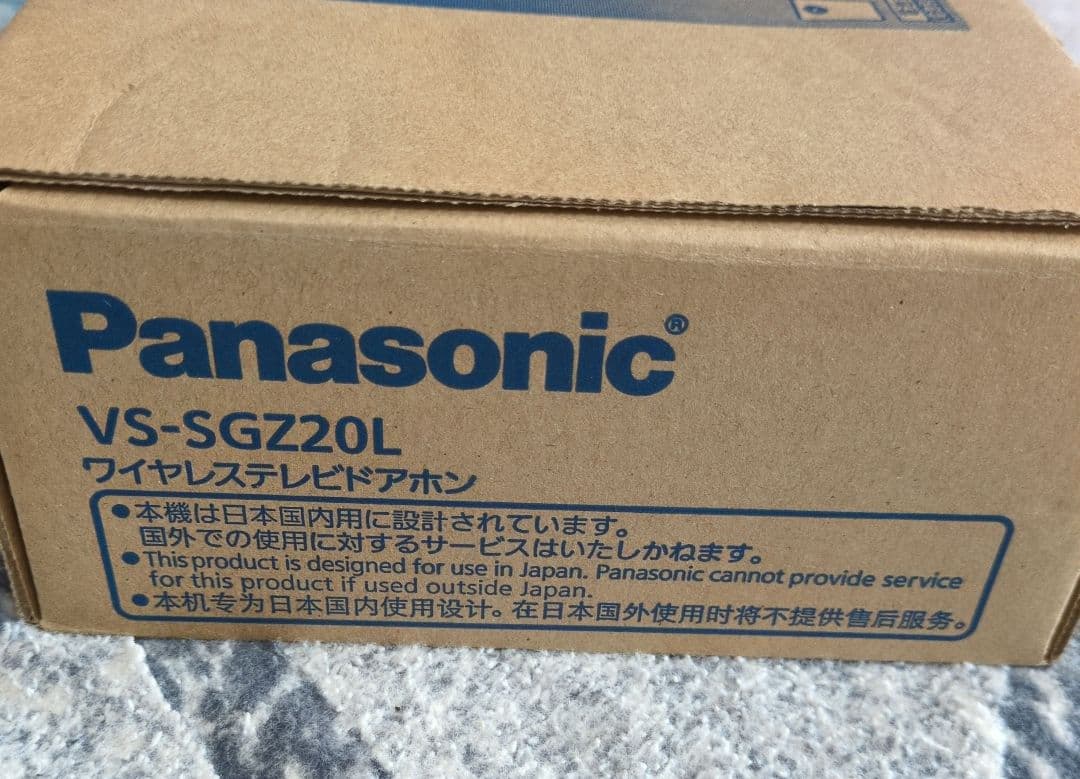 Panasonic®
VS-SGZ20L
ワイヤレステレビドアホン
●本機は日本国内用に設計されています。
国外での使用に対するサービスはいたしかねます。
●This product is designed for use in Japan. Panasonic cannot provide service
for this product if used outside Japan.
●本机专为日本国内使用设计。在日本国外使用时将不提供售后服务。